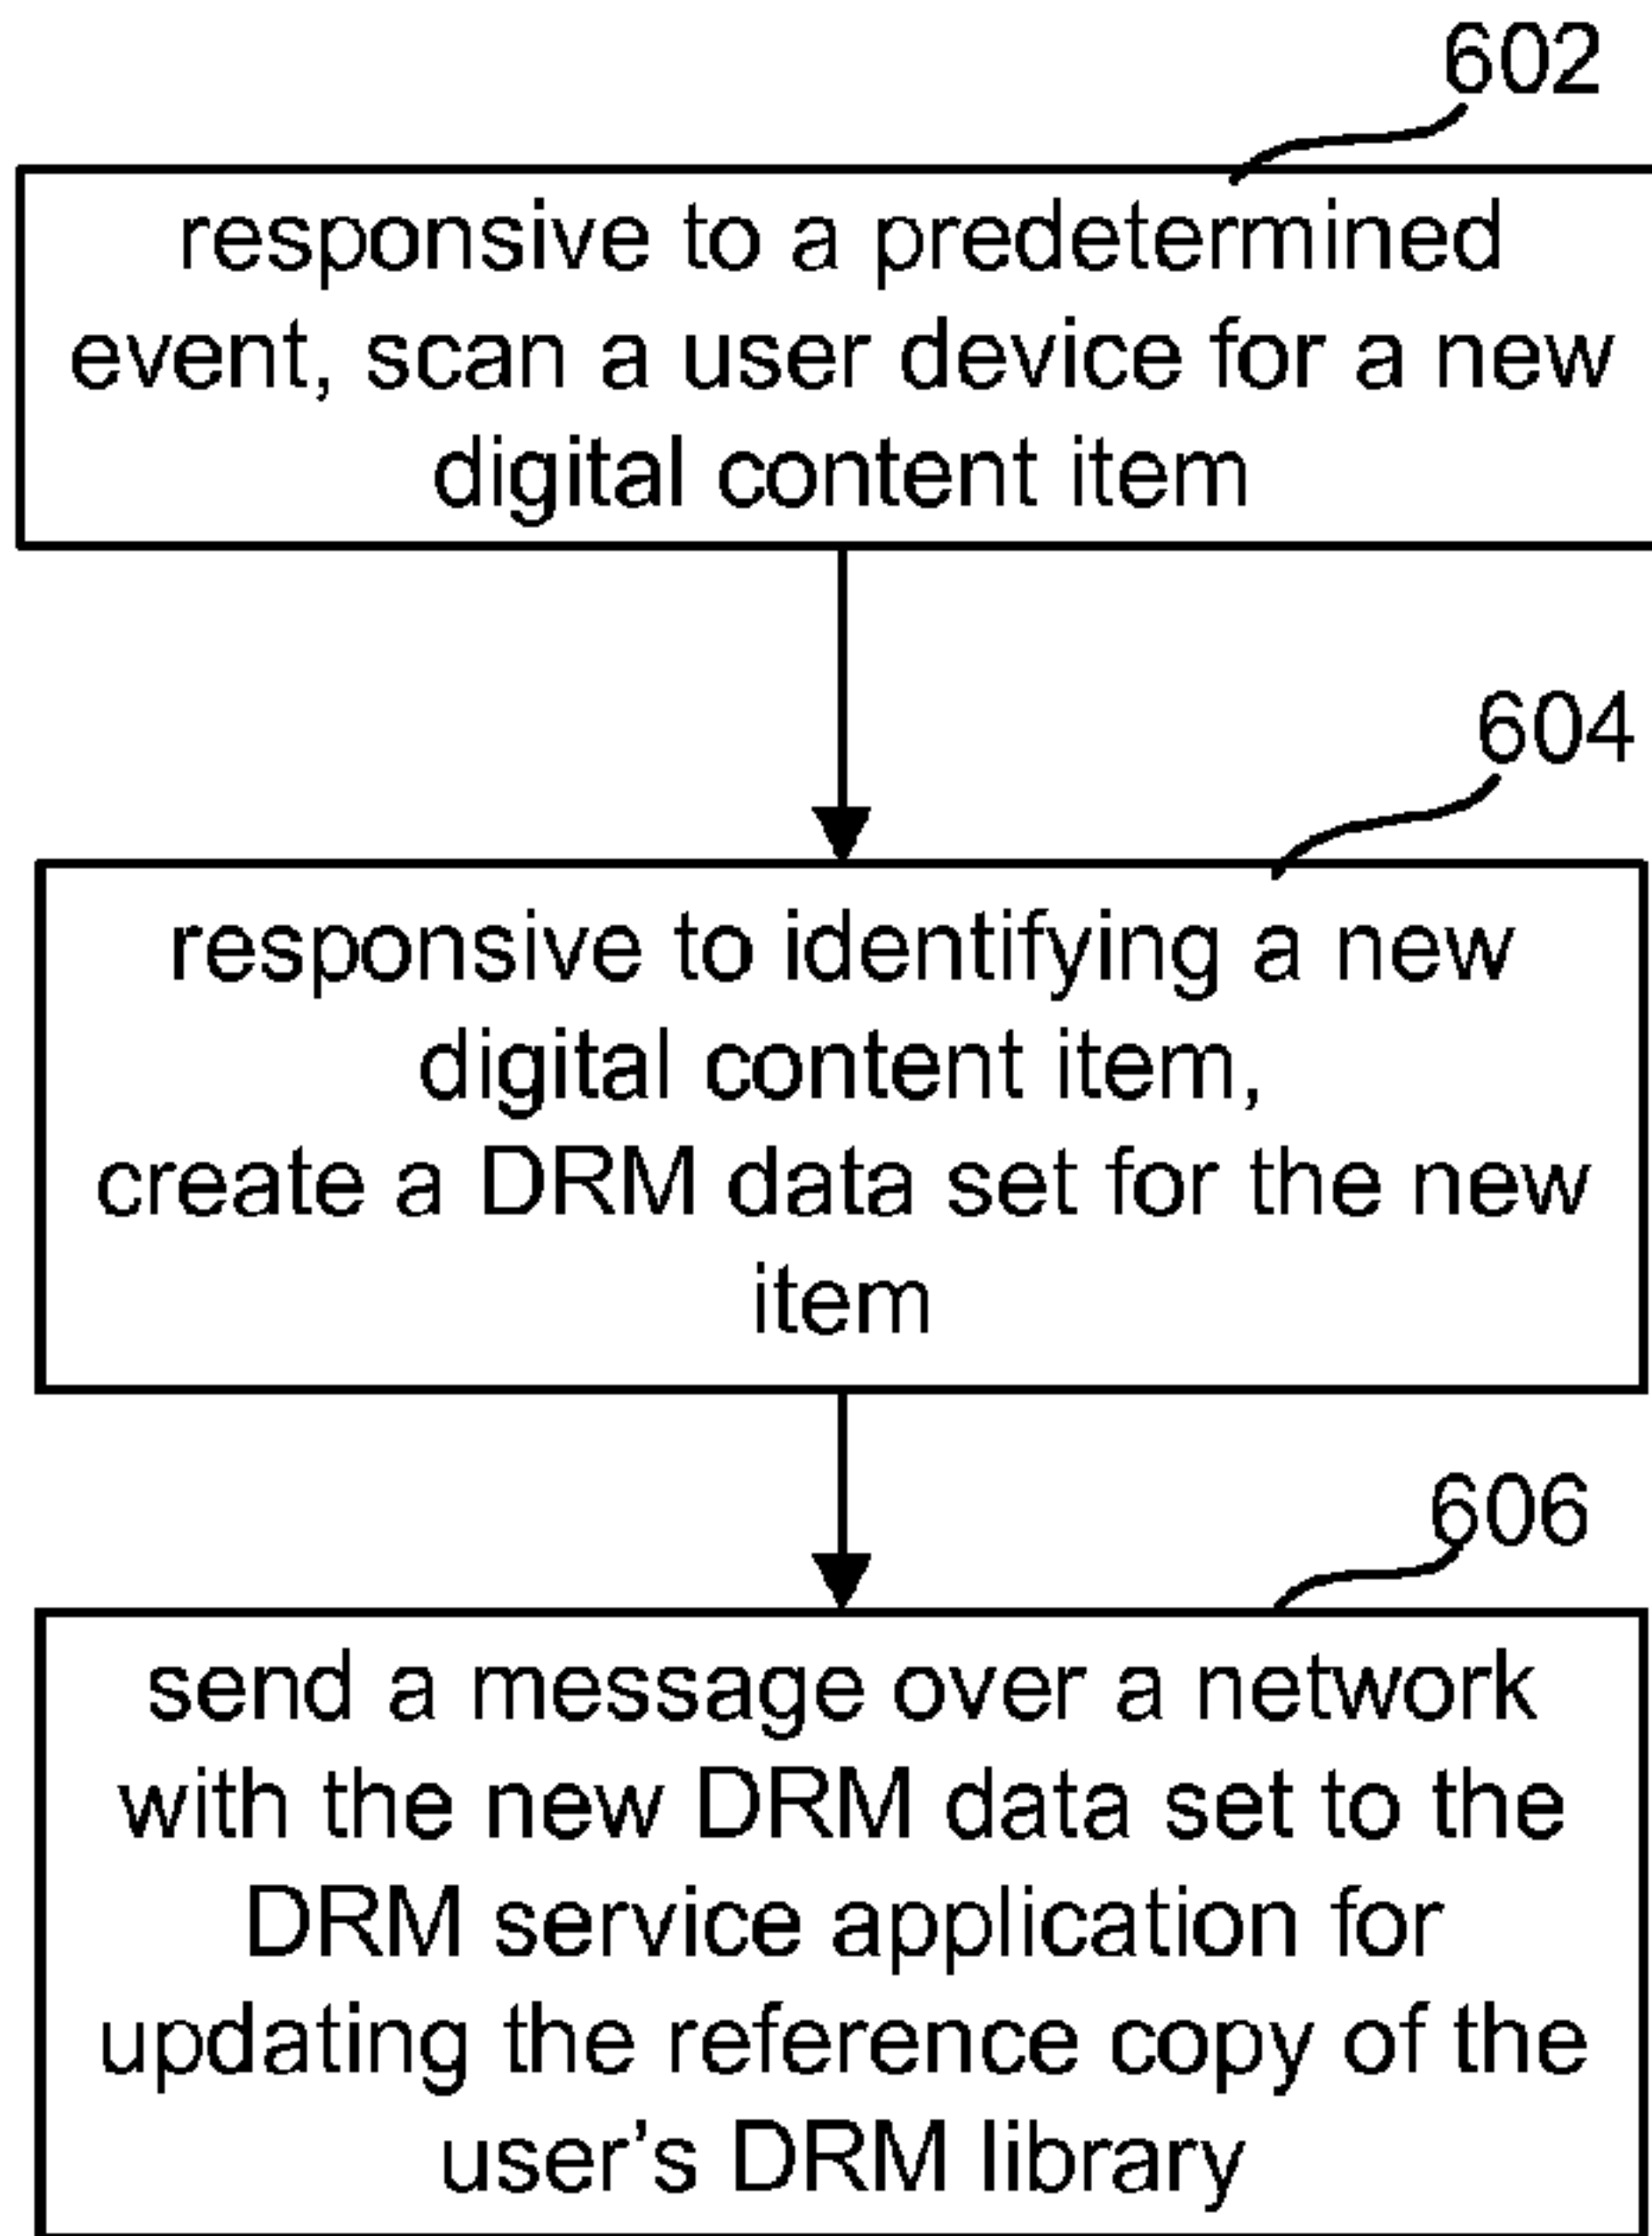 602
responsive to a predetermined
event, scan a user device for a new
digital content item
604
responsive to identifying a new
digital content item,
create a DRM data set for the new
item
606
send a message over a network
with the new DRM data set to the
DRM service application for
updating the reference copy of the
user’s DRM library